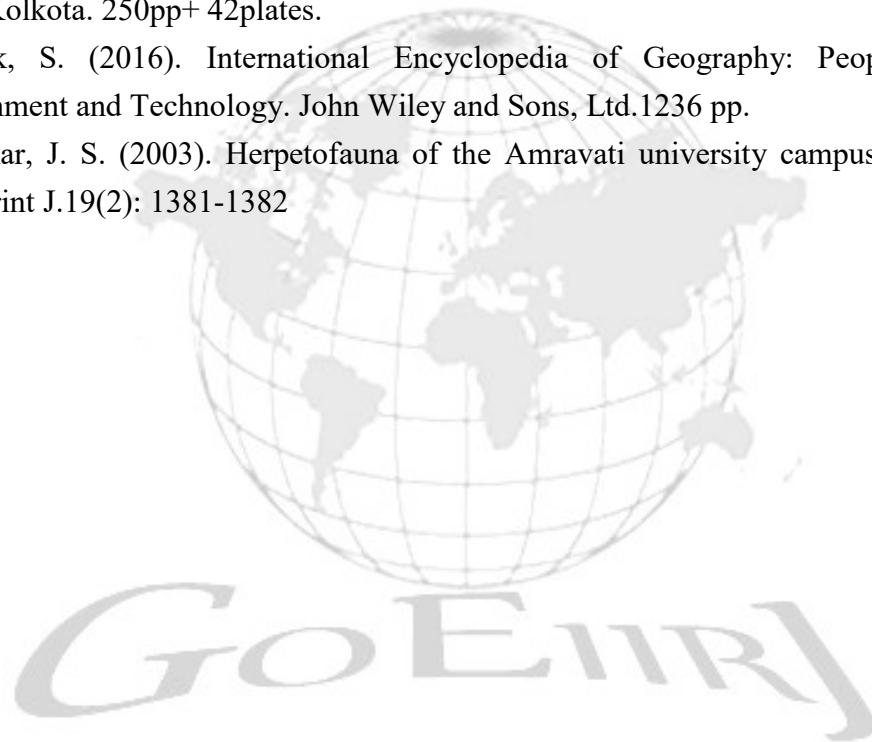 Kolkota. 250pp+ 42plates.
k, S. (2016). International Encyclopedia of Geography: Peop
nment and Technology. John Wiley and Sons, Ltd.1236 pp.
ar, J. S. (2003). Herpetofauna of the Amravati university campus
rint J.19(2): 1381-1382
GOEIIRJ